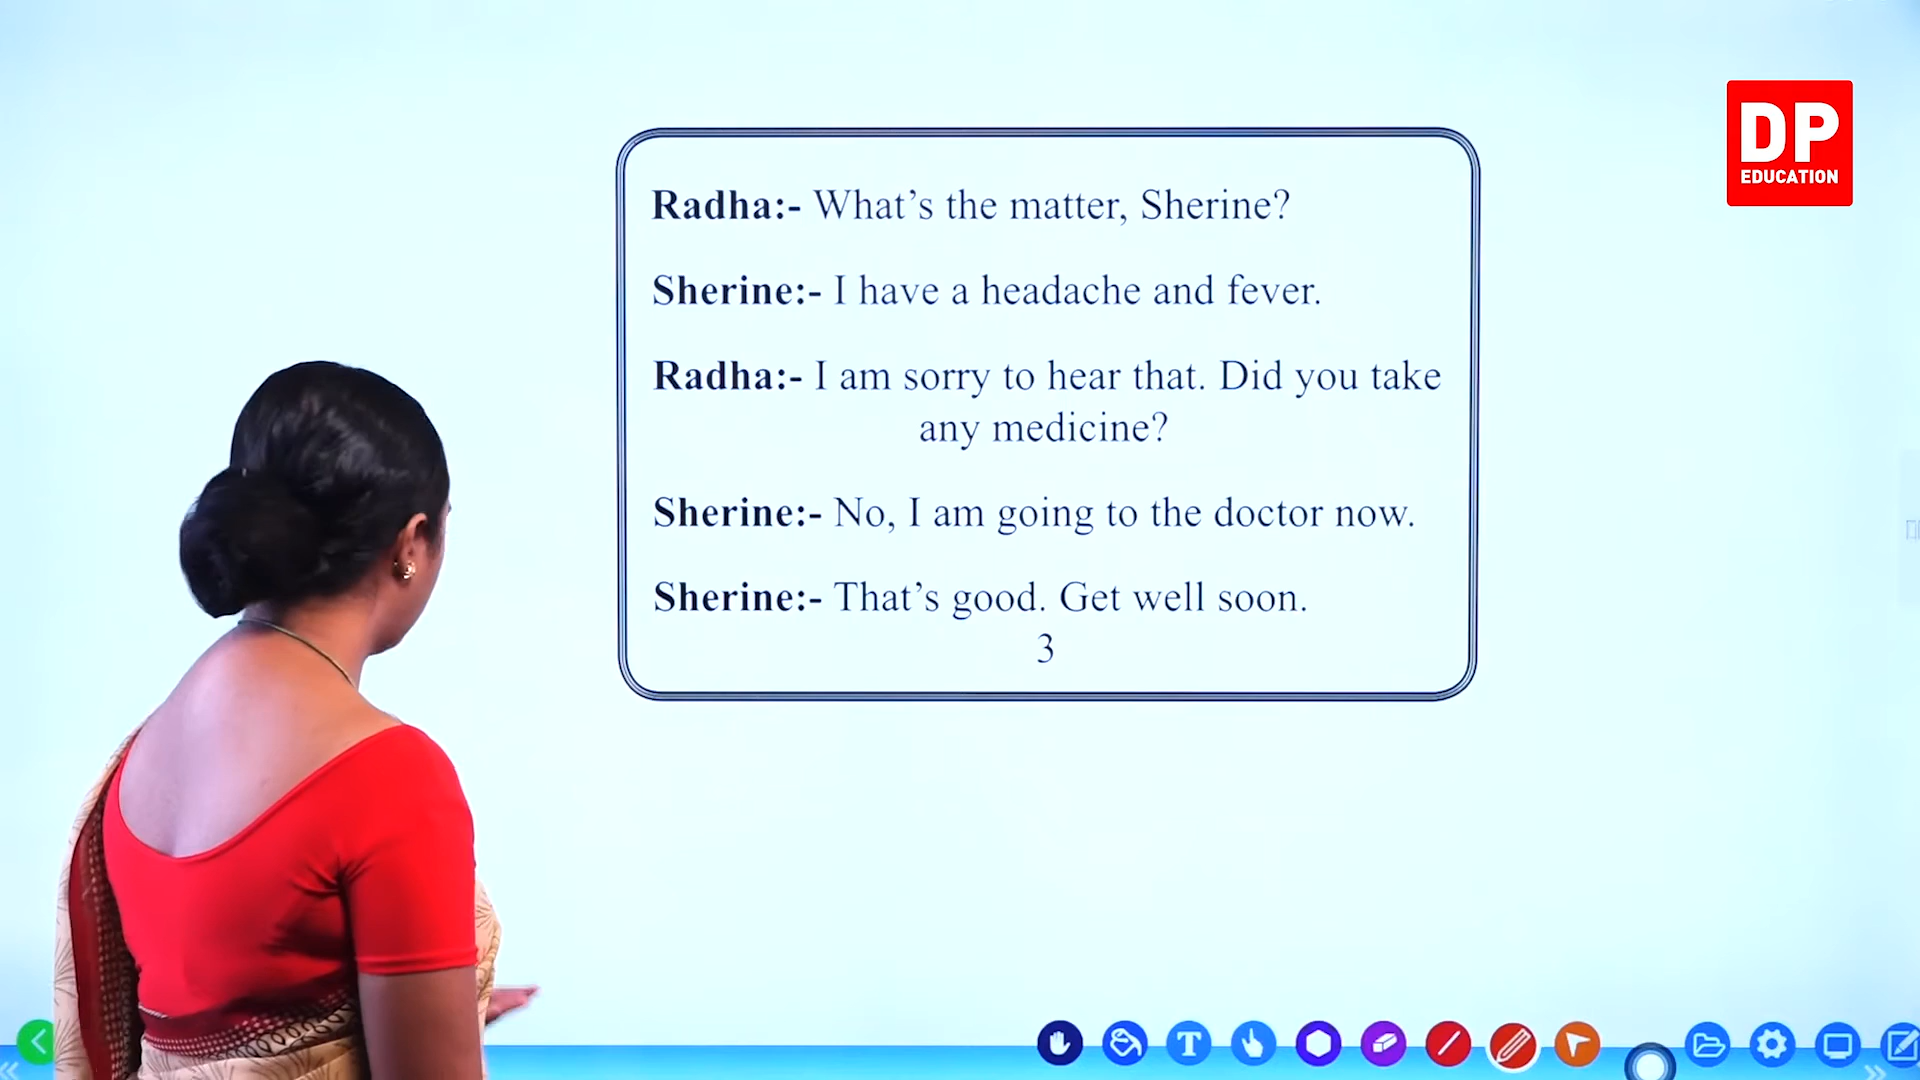 DP
EDUCATION
Radha:- What’s the matter, Sherine?
Sherine:- I have a headache and fever.
Radha:- I am sorry to hear that. Did you take
any medicine?
Sherine:- No, I am going to the doctor now.
Sherine:- That’s good. Get well soon.
3